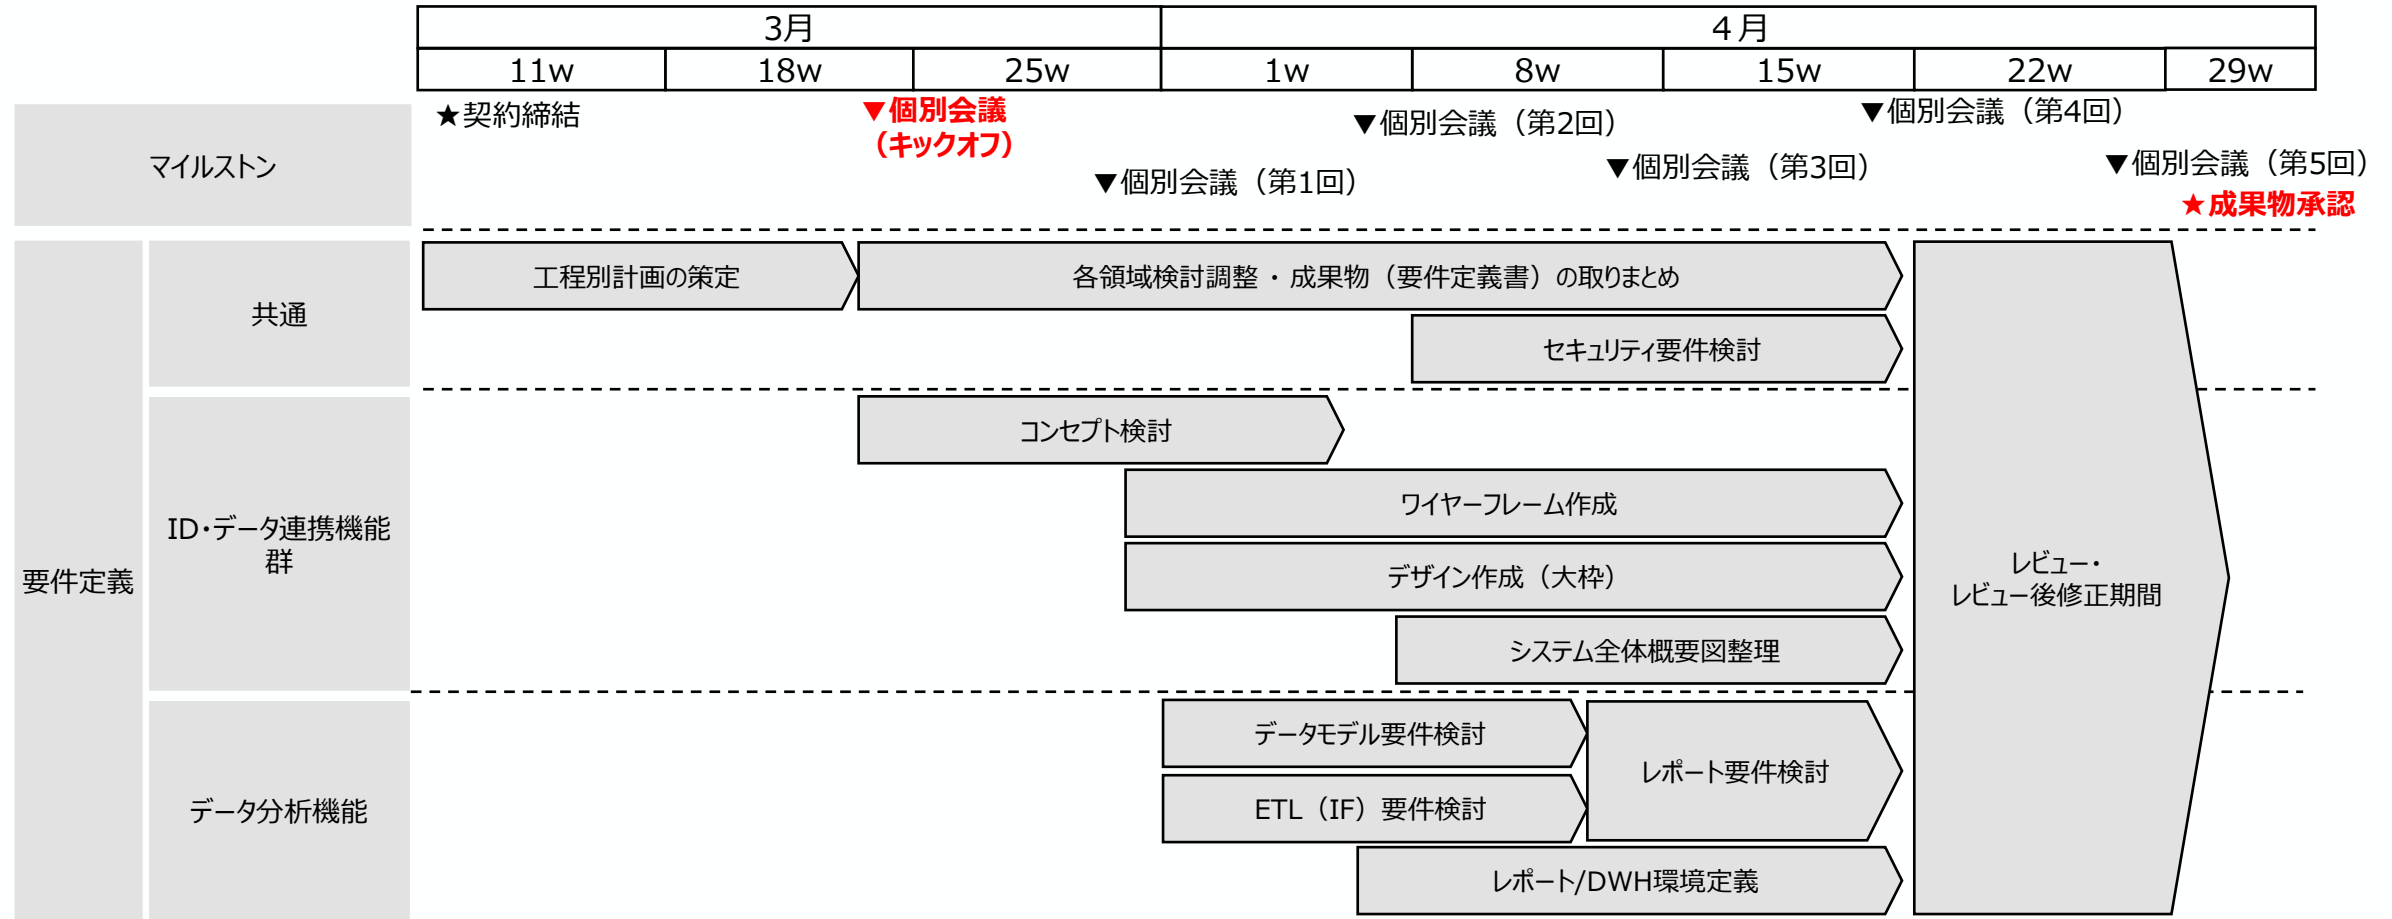 3月
４月
11w
18w
25w
1w
8w
15w
22w
29w
マイルストン
★契約締結
▼個別会議
（キックオフ）
▼個別会議（第1回）
▼個別会議（第2回）
▼個別会議（第3回）
▼個別会議（第4回）
▼個別会議（第5回）
★成果物承認
要件定義
共通
工程別計画の策定
各領域検討調整・成果物（要件定義書）の取りまとめ
セキュリティ要件検討
ID・データ連携機能
群
コンセプト検討
ワイヤーフレーム作成
デザイン作成（大枠）
システム全体概要図整理
レビュー・
レビュー後修正期間
データ分析機能
データモデル要件検討
ETL（IF）要件検討
レポート要件検討
レポート/DWH環境定義